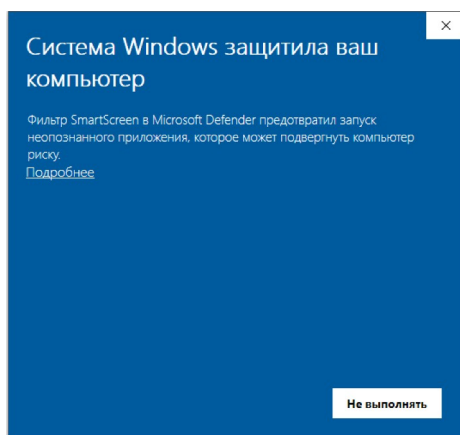 Система Windows защитила ваш
компьютер
Фильтр SmartScreen в Microsoft Defender предотвратил запуск
неопознанного приложения, которое может подвергнуть компьютер
риску.
Подробнее
Не выполнять